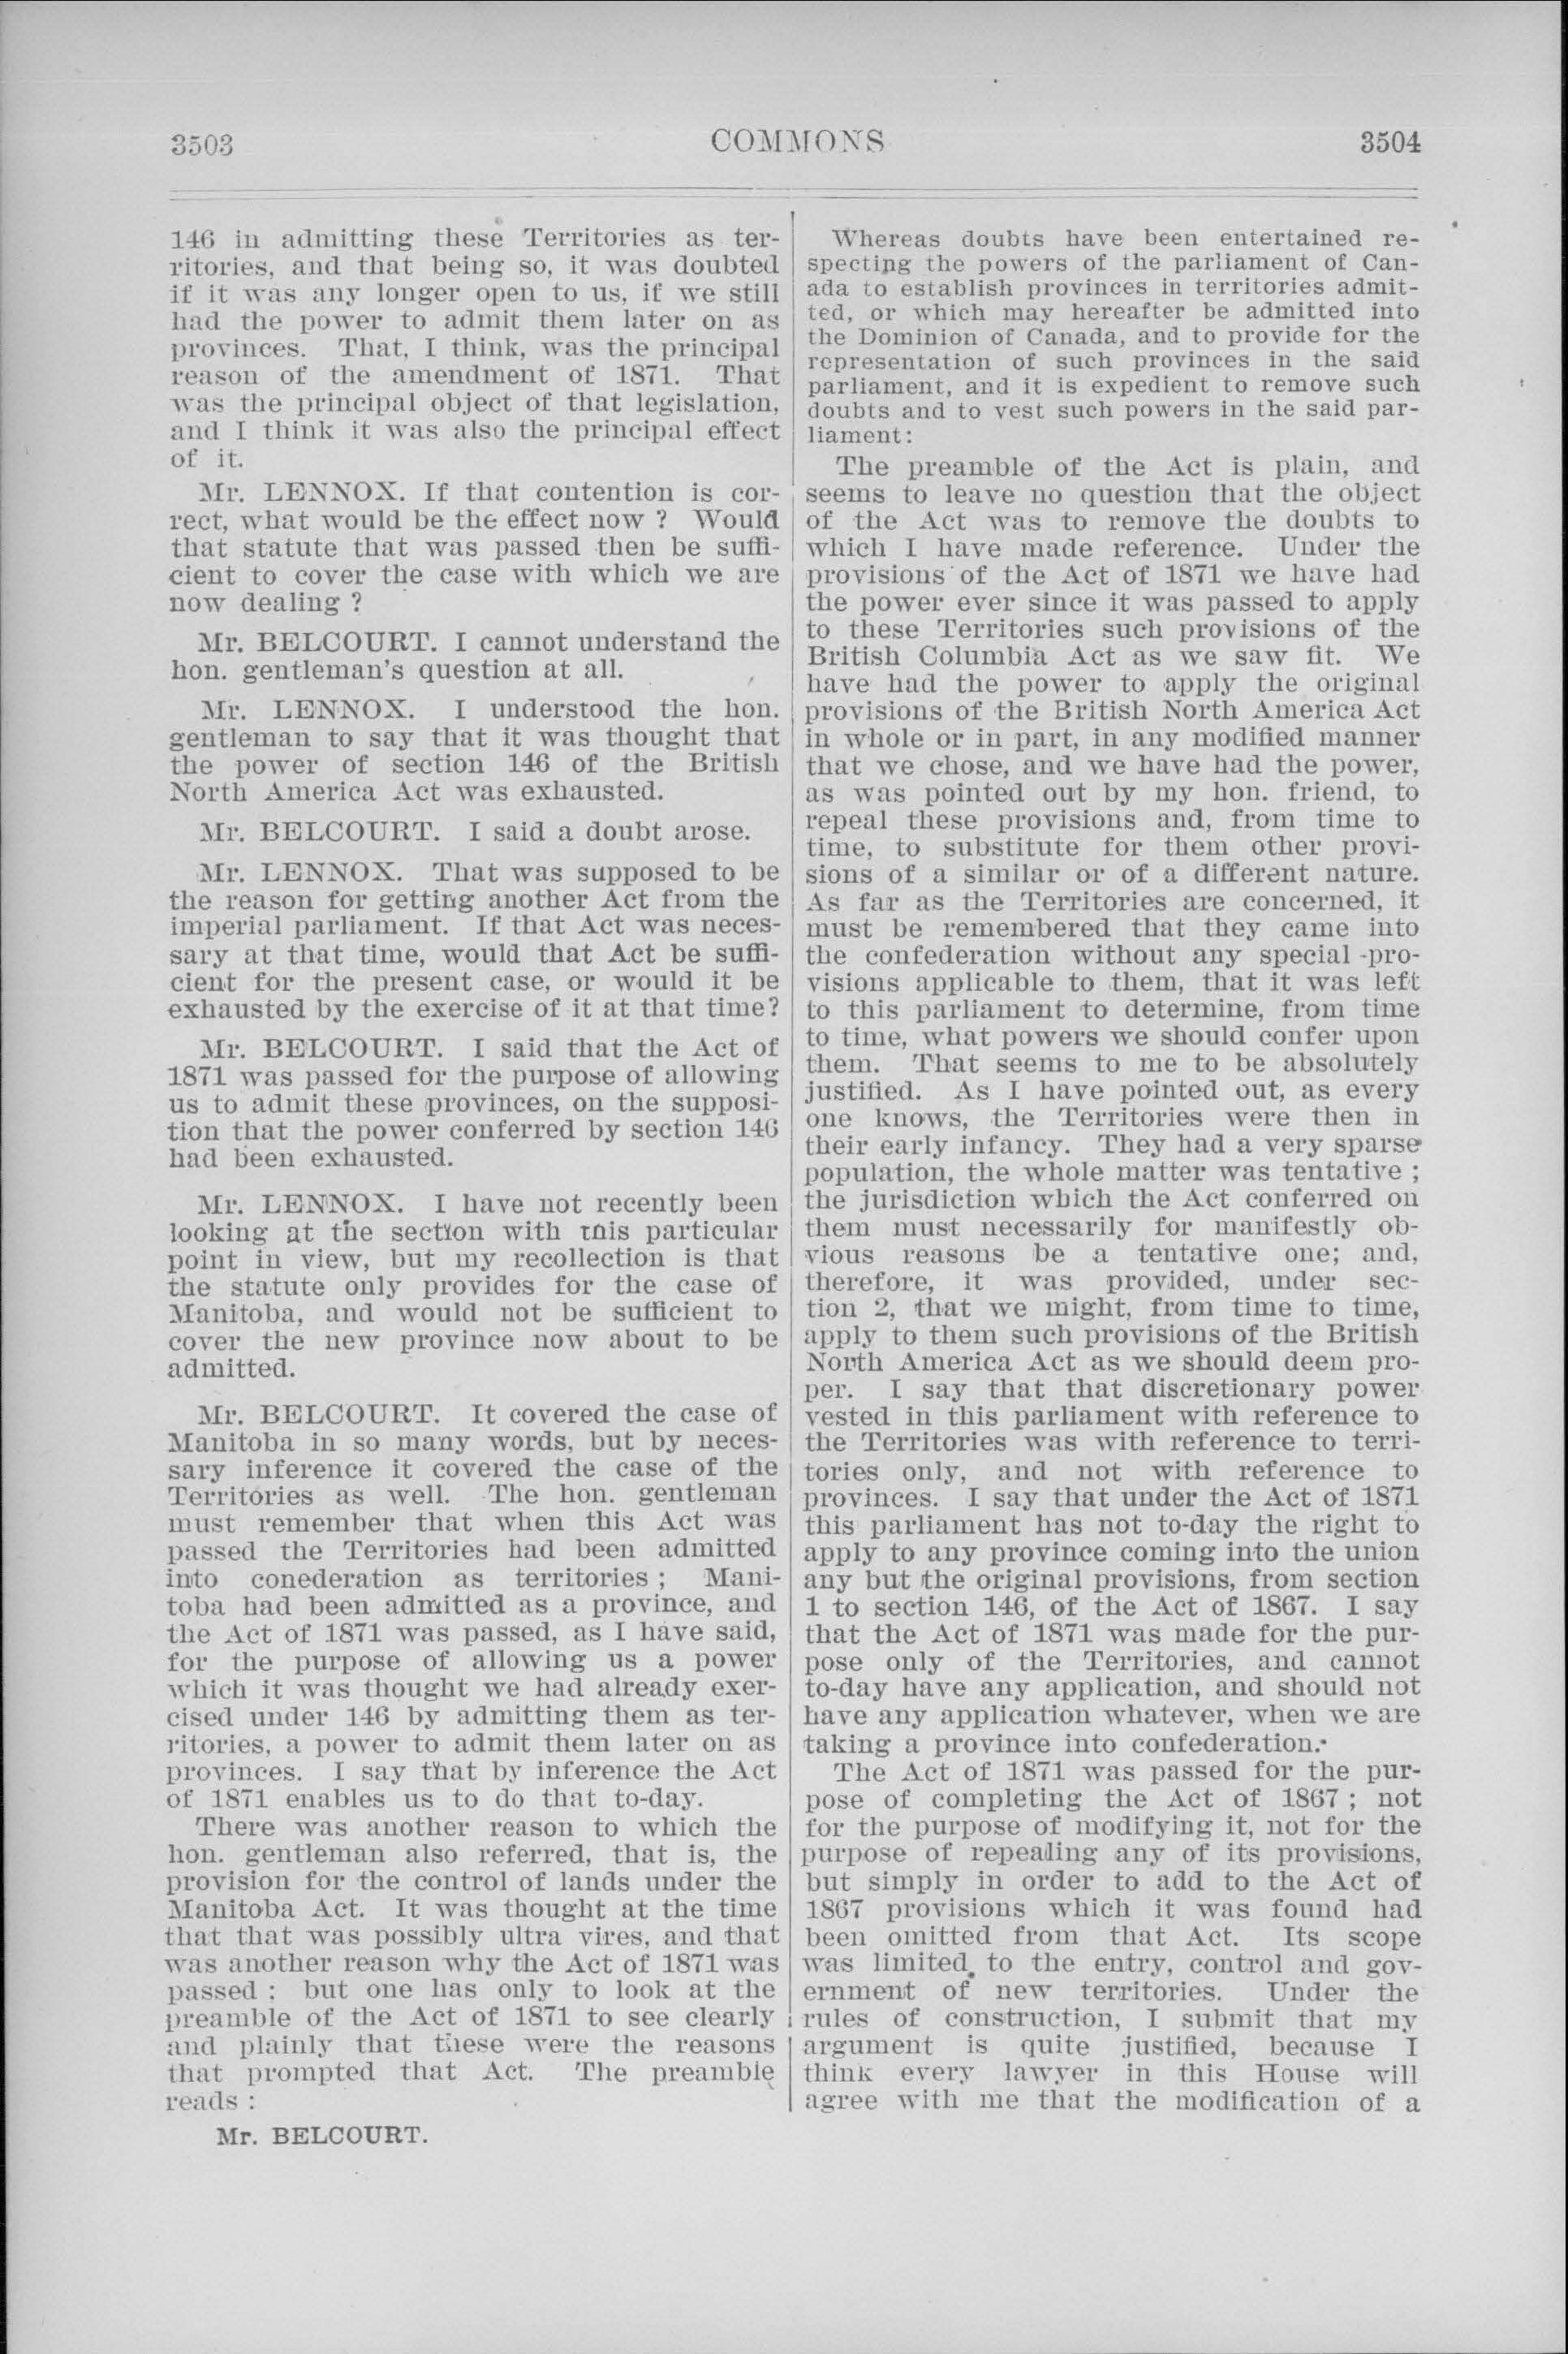 3503
COMMONS
3504
146 in admitting these Territories as ter-
ritories, and that being so, it was doubted
if it was any longer open to us, if we still
had the power to admit them later on as
provinces. That, I think, was the principal
reason of the amendment of 1871. That
was the principal object of that legislation,
and I think it was also the principal effect
of it.
Mr. LENNOX. If that contention is cor-
rect, what would be the effect now ? Would
that statute that was passed then be suffi-
cient to cover the case with which we are
now dealing ?
Mr. BELCOURT. I cannot understand the
hon. gentleman's question at all.
Mr. LENNOX. I understood the hon.
gentleman to say that it was thought that
the power of section 146 of the British
North America Act was exhausted.
Mr. BELCOURT. I said a doubt arose.
Mr. LENNOX. That was supposed to be
the reason for getting another Act from the
imperial parliament. If that Act was neces-
sary at that time, would that Act be suffi-
cient for the present case, or would it be
exhausted by the exercise of it at that time?
Mr. BELCOURT. I said that the Act of
1871 was passed for the purpose of allowing
us to admit these provinces, on the supposi-
tion that the power conferred by section 146
had been exhausted.
Mr. LENNOX. I have not recently been
looking at the section with this particular
point in view, but my recollection is that
the statute only provides for the case of
Manitoba, and would not be sufficient to
cover the new province now about to be
admitted.
Mr. BELCOURT. It covered the case of
Manitoba in so many words, but by neces-
sary inference it covered the case of the
Territories as well. The hon. gentleman
must remember that when this Act was
passed the Territories had been admitted
into conederation as territories ; Mani-
toba had been admitted as a province, and
the Act of 1871 was passed, as I have said,
for the purpose of allowing us a power
which it was thought we had already exer-
cised under 146 by admitting them as ter-
ritories, a power to admit them later on as
provinces. I say that by inference the Act
of 1871 enables us to do that to-day.
There was another reason to which the
hon. gentleman also referred, that is, the
provision for the control of lands under the
Manitoba Act. It was thought at the time
that that was possibly ultra vires, and that
was another reason why the Act of 1871 was
passed : but one has only to look at the
preamble of the Act of 1871 to see clearly
and plainly that these were the reasons
that prompted that Act. The preamble
reads :
Mr. BELCOURT.
Whereas doubts have been entertained re-
specting the powers of the parliament of Can-
ada to establish provinces in territories admit-
ted, or which may hereafter be admitted into
the Dominion of Canada, and to provide for the
representation of such provinces in the said
parliament, and it is expedient to remove such
doubts and to vest such powers in the said par-
liament:
The preamble of the Act is plain, and
seems to leave no question that the object
of the Act was to remove the doubts to
which I have made reference. Under the
provisions of the Act of 1871 we have had
the power ever since it was passed to apply
to these Territories such provisions of the
British Columbia Act as we saw fit. We
have had the power to apply the original
provisions of the British North America Act
in whole or in part, in any modified manner
that we chose, and we have had the power,
as was pointed out by my hon. friend, to
repeal these provisions and, from time to
time, to substitute for them other provi-
sions of a similar or of a different nature.
As far as the Territories are concerned, it
must be remembered that they came into
the confederation without any special pro-
visions applicable to them, that it was left
to this parliament to determine, from time
to time, what powers we should confer upon
them. That seems to me to be absolutely
justified. As I have pointed out, as every
one knows, the Territories were then in
their early infancy. They had a very sparse
population, the whole matter was tentative ;
the jurisdiction which the Act conferred on
them must necessarily for manifestly ob-
vious reasons be a tentative one; and,
therefore, it was provided, under sec-
tion 2, that we might, from time to time,
apply to them such provisions of the British
North America Act as we should deem pro-
per. I say that that discretionary power
vested in this parliament with reference to
the Territories was with reference to terri-
tories only, and not with reference to
provinces. I say that under the Act of 1871
this parliament has not to-day the right to
apply to any province coming into the union
any but the original provisions, from section
1 to section 146, of the Act of 1867. I say
that the Act of 1871 was made for the pur-
pose only of the Territories, and cannot
to-day have any application, and should not
have any application whatever, when we are
taking a province into confederation.
The Act of 1871 was passed for the pur-
pose of completing the Act of 1867 ; not
for the purpose of modifying it, not for the
purpose of repealing any of its provisions,
but simply in order to add to the Act of
1867 provisions which it was found had
been omitted from that Act. Its scope
was limited to the entry, control and gov-
ernment of new territories. Under the
rules of construction, I submit that my
argument is quite justified, because I
think every lawyer in this House will
agree with me that the modification of a